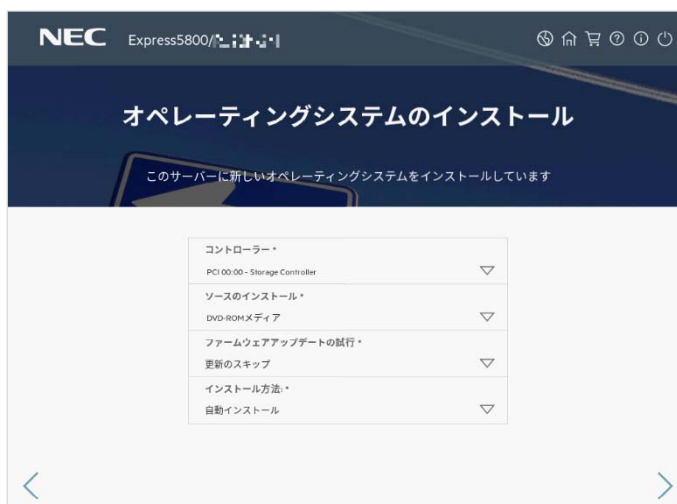 NEC Express5800/
オペレーティングシステムのインストール
このサーバーに新しいオペレーティングシステムをインストールしています
コントローラー *
PCI 00:00 - Storage Controller
ソースのインストール *
DVD-ROMメディア
ファームウェアアップデートの試行 *
更新のスキップ
インストール方法: *
自動インストール